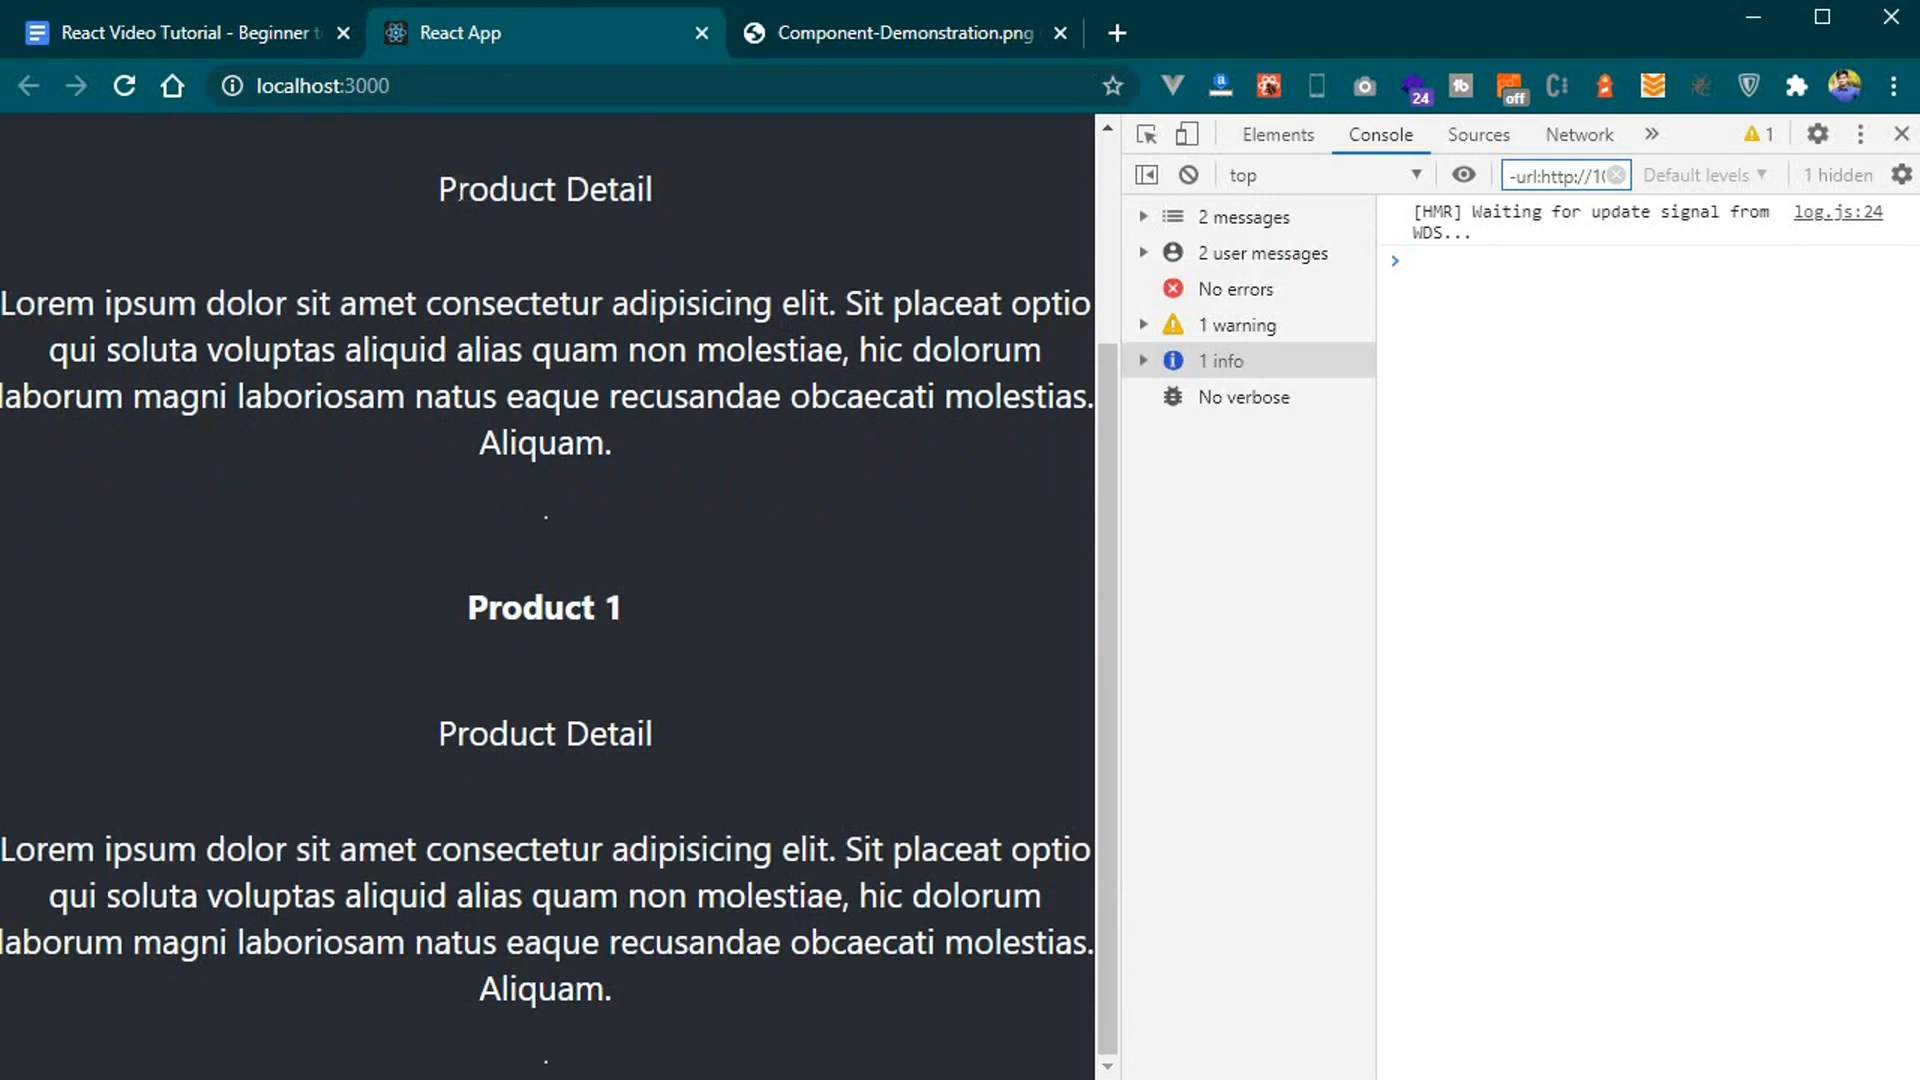 React Video Tutorial - Beginner t
React App
Component-Demonstration.png
localhost:3000
24
off
Elements
Console
Sources
Network
1
top
-url:http://1(
Default levels
1 hidden
2 messages
2 user messages
No errors
1 warning
1 info
No verbose
[HMR] Waiting for update signal from
WDS...
log.js:24
Product Detail
Lorem ipsum dolor sit amet consectetur adipisicing elit. Sit placeat optio
qui soluta voluptas aliquid alias quam non molestiae, hic dolorum
laborum magni laboriosam natus eaque recusandae obcaecati molestias.
Aliquam.
.
Product 1
Product Detail
Lorem ipsum dolor sit amet consectetur adipisicing elit. Sit placeat optio
qui soluta voluptas aliquid alias quam non molestiae, hic dolorum
laborum magni laboriosam natus eaque recusandae obcaecati molestias.
Aliquam.
.